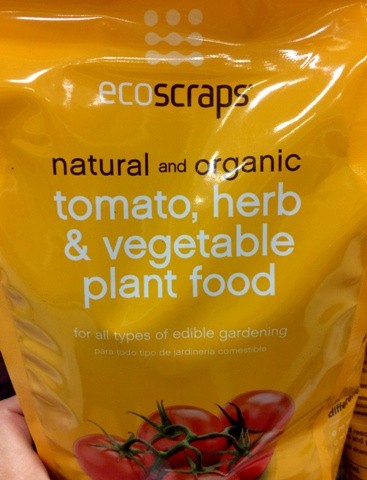 ecoscraps
natural and organic
tomato, herb
& vegetable
plant food
for all types of edible gardening
para todo tipo de jardinería comestible